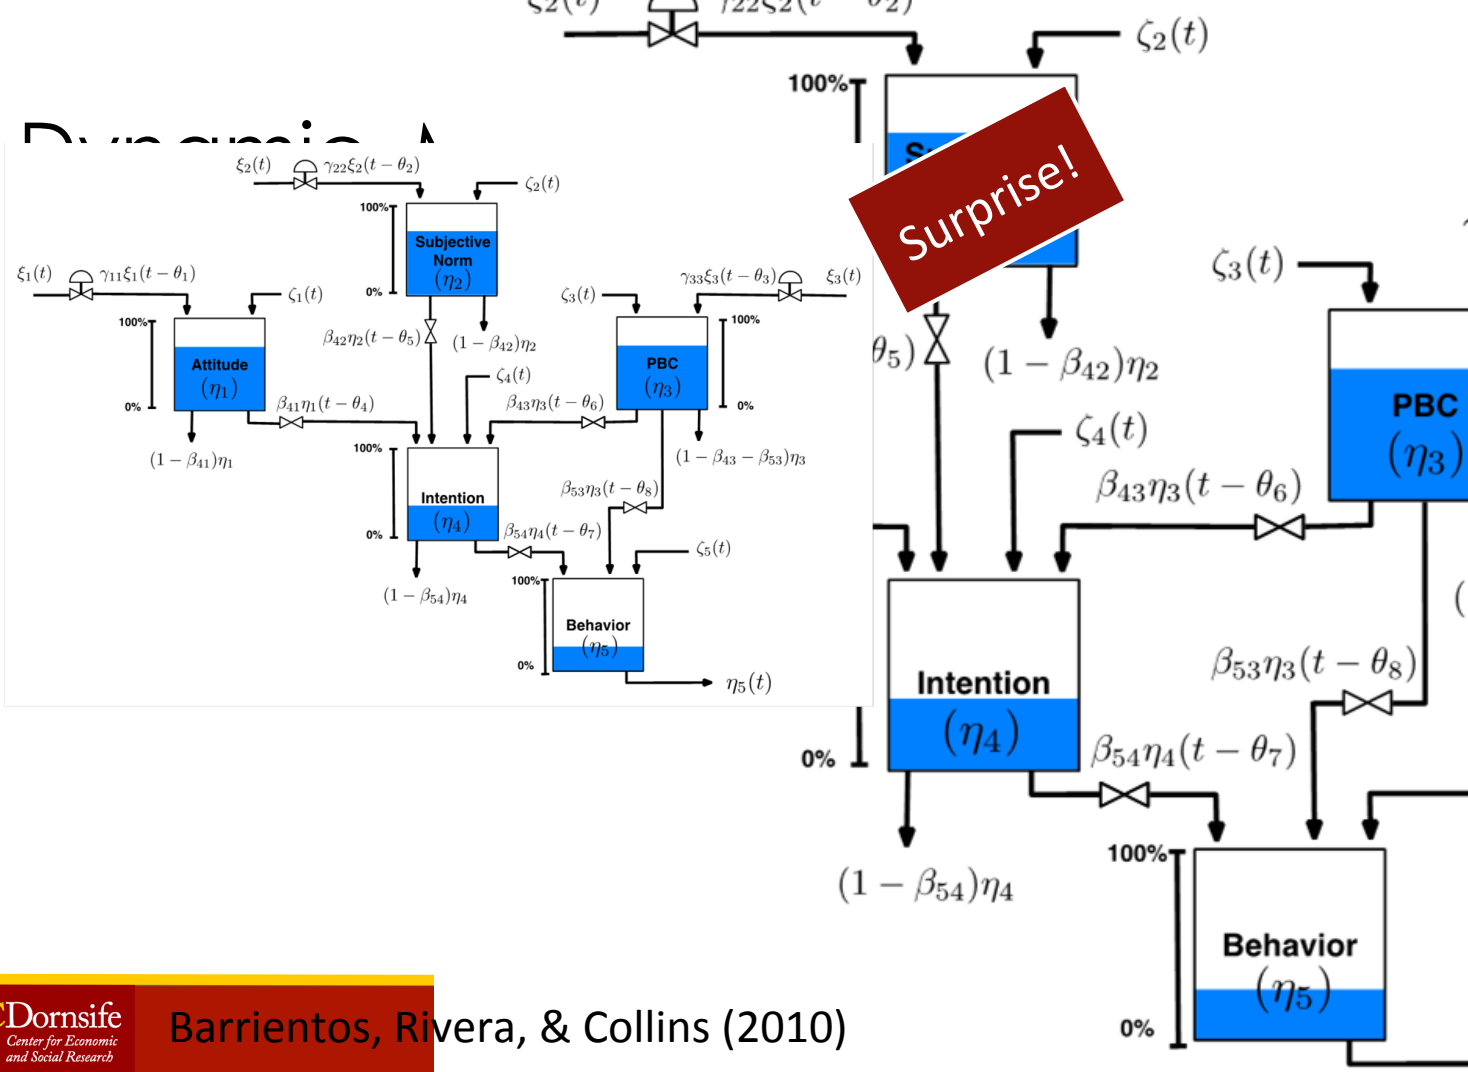 ξ₂(t) γ₂₂ξ₂(t − θ₂)
ζ₂(t)
100%
Surprise!
Dynamic
ξ₂(t) γ₂₂ξ₂(t − θ₂)
ζ₂(t)
100%
Subjective
Norm
(η₂)
0%
ξ₁(t) γ₁₁ξ₁(t − θ₁)
ζ₁(t)
100%
Attitude
(η₁)
0%
β₄₁η₁(t − θ₄)
(1 − β₄₁)η₁
β₄₂η₂(t − θ₅)
(1 − β₄₂)η₂
ζ₄(t)
ζ₃(t)
γ₃₃ξ₃(t − θ₃) ξ₃(t)
100%
PBC
(η₃)
0%
β₄₃η₃(t − θ₆)
(1 − β₄₃ − β₅₃)η₃
100%
Intention
(η₄)
0%
β₅₃η₃(t − θ₈)
β₅₄η₄(t − θ₇)
(1 − β₅₄)η₄
ζ₅(t)
100%
Behavior
(η₅)
0%
η₅(t)
θ₅)
(1 − β₄₂)η₂
ζ₃(t)
PBC
(η₃)
ζ₄(t)
β₄₃η₃(t − θ₆)
Intention
(η₄)
0%
β₅₃η₃(t − θ₈)
β₅₄η₄(t − θ₇)
(1 − β₅₄)η₄
100%
Behavior
(η₅)
0%
Dornsife
Center for Economic
and Social Research
Barrientos, Rivera, & Collins (2010)